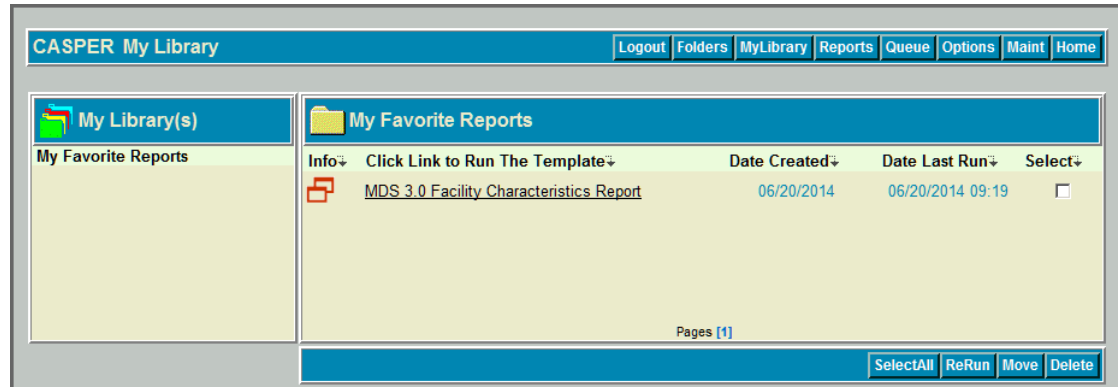 CASPER My Library
Logout Folders MyLibrary Reports Queue Options Maint Home
My Library(s)
My Favorite Reports
My Favorite Reports
Info Click Link to Run The Template Date Created Date Last Run Select
MDS 3.0 Facility Characteristics Report 06/20/2014 06/20/2014 09:19
Pages [1]
SelectAll ReRun Move Delete